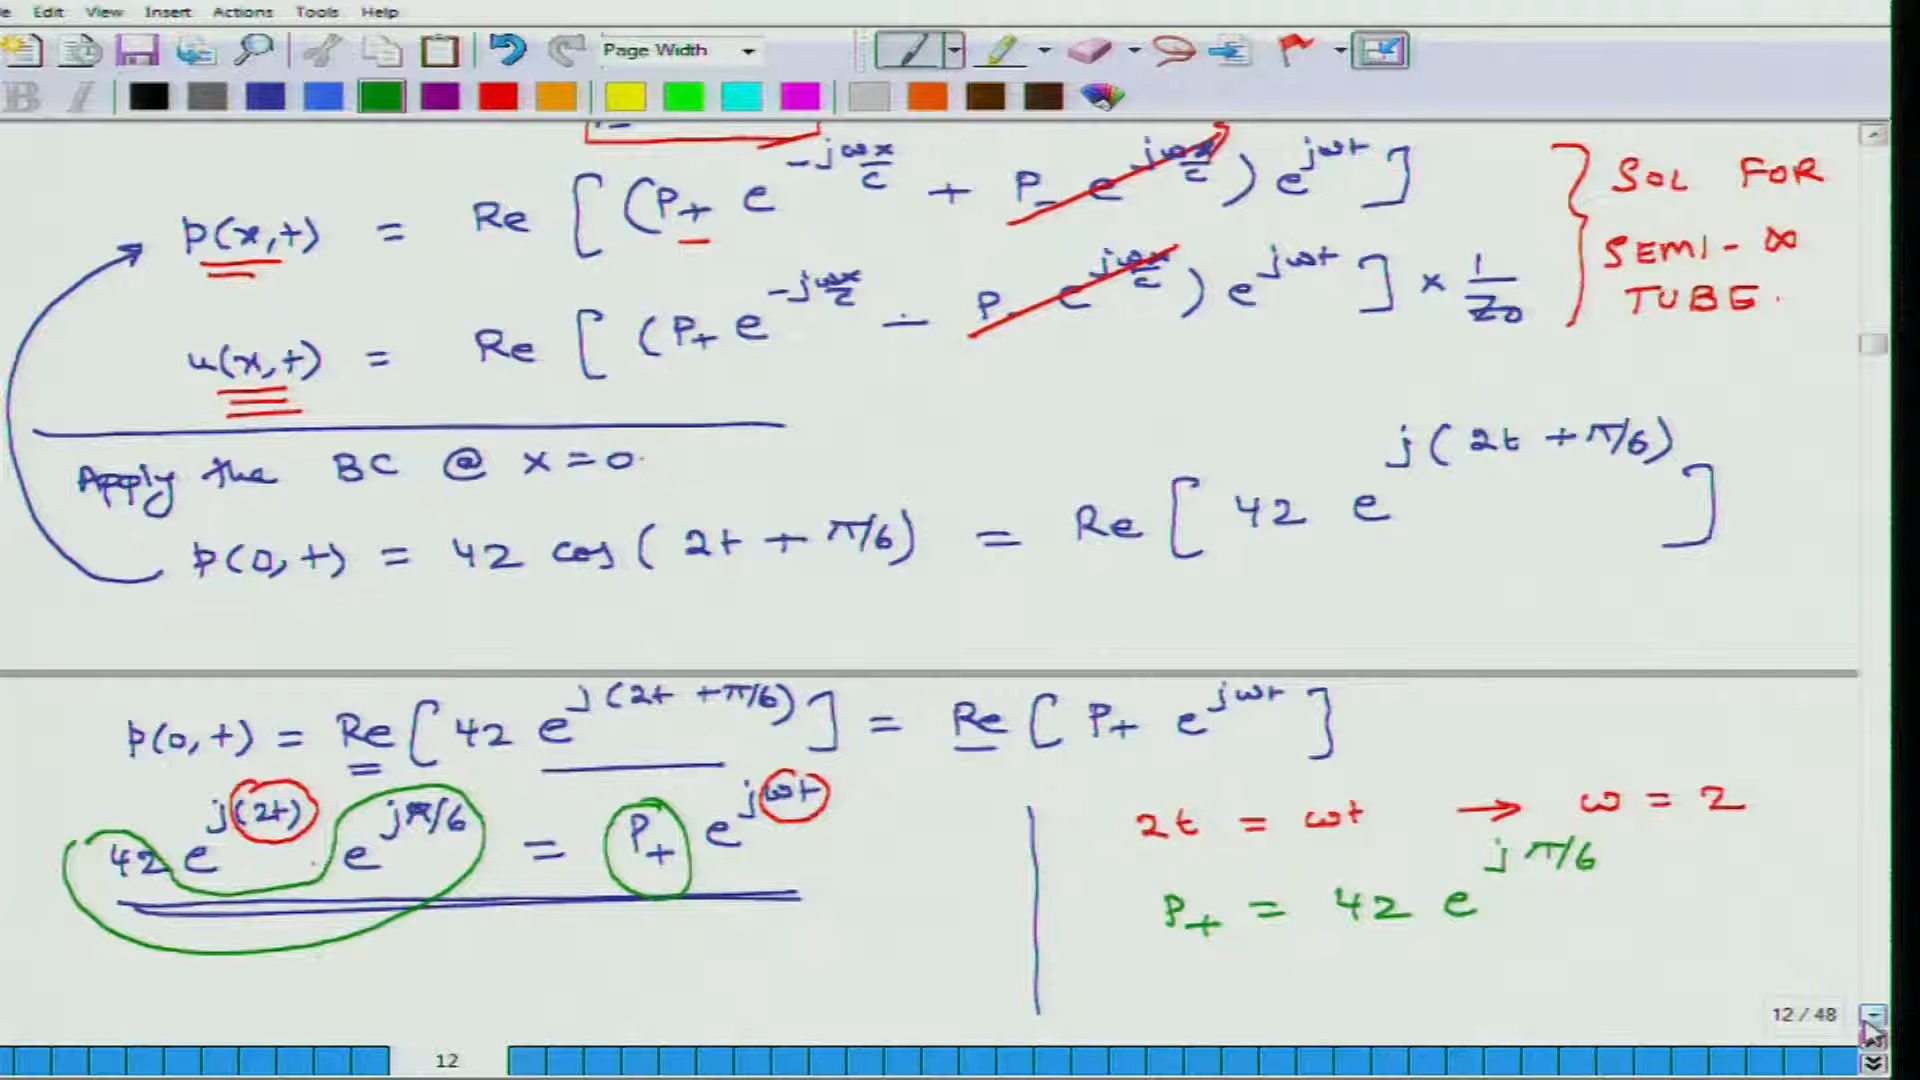 Edit View Insert Actions Tools Help
Page Width
B I
p(x,t) = Re [ (P+ e^{-jωx/c} + P_ e^{jωx/c}) e^{jωt} ]
u(x,t) = Re [ (P+ e^{-jωx/c} - P_ e^{jωx/c}) e^{jωt} ] × 1/Z0
SOL FOR
SEMI-∞
TUBE.
Apply the BC @ x=0
p(0,t) = 42 cos(2t + π/6) = Re [ 42 e^{j(2t + π/6)} ]
p(0,t) = Re [ 42 e^{j(2t + π/6)} ] = Re [ P+ e^{jωt} ]
42 e^{j(2t)} . e^{jπ/6} = P+ e^{jωt}
2t = ωt → ω = 2
P+ = 42 e^{jπ/6}
12 / 48
12